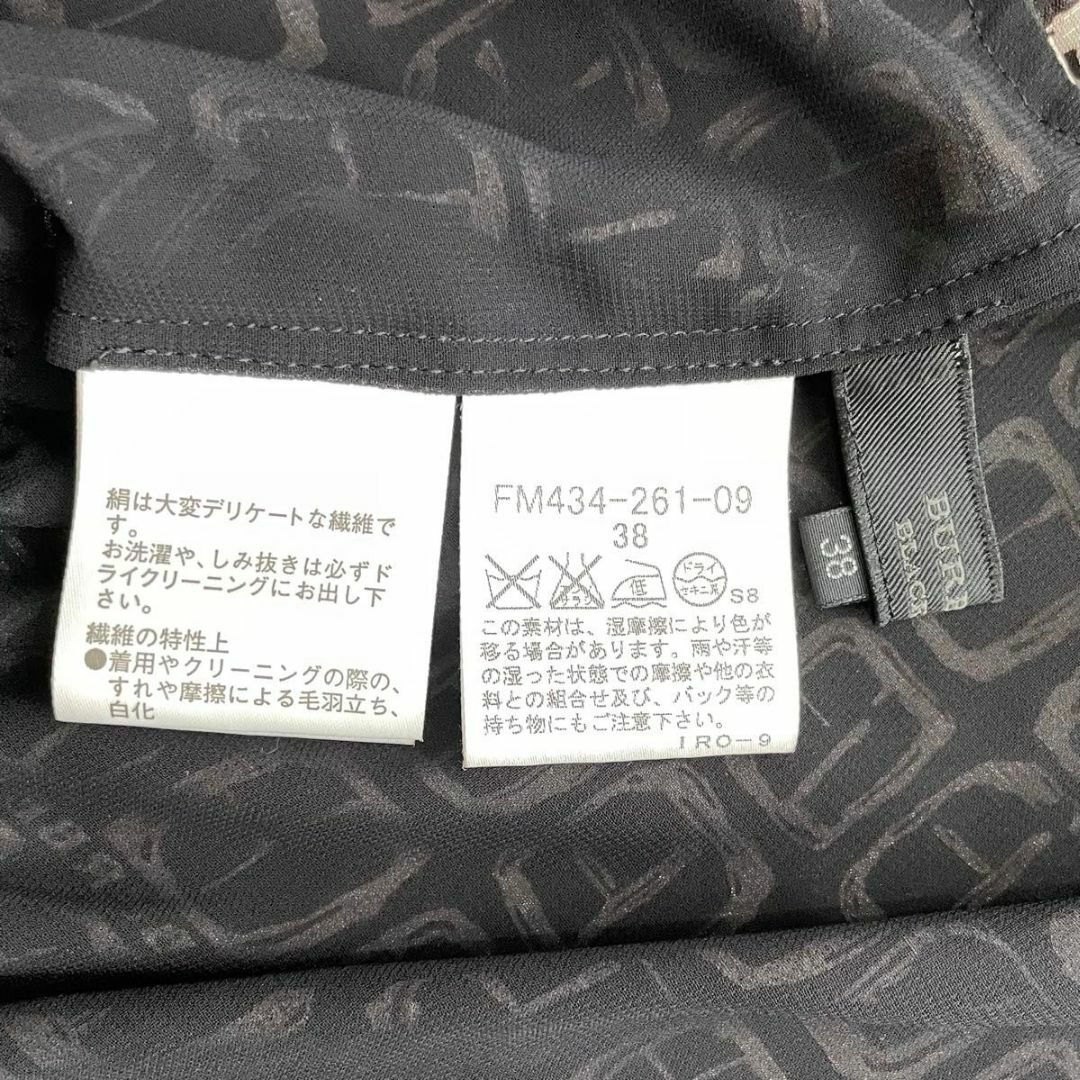 絹は大変デリケートな繊維で
す。
お洗濯や、しみ抜きは必ずド
ライクリーニングにお出し下
さい。
繊維の特性上
●着用やクリーニングの際の、
すれや摩擦による毛羽立ち、
白化
FM434-261-09
38
低
ドライ
セキユ系
S8
この素材は、湿摩擦により色が
移る場合があります。雨や汗等
の湿った状態での摩擦や他の衣
料との組合せ及び、バック等の
持ち物にもご注意下さい。
IRO-9
38